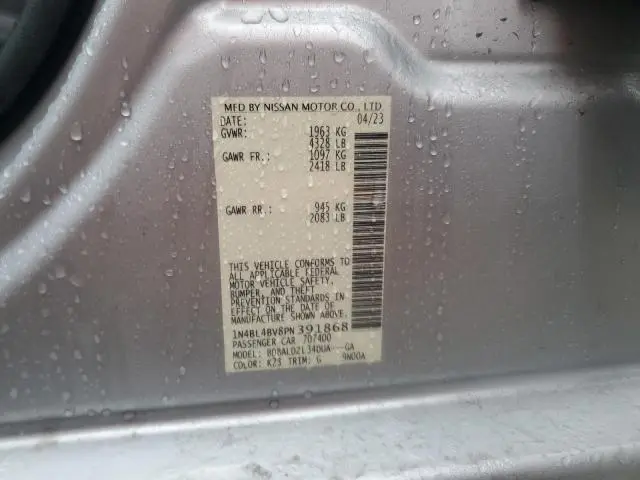 MFD BY NISSAN MOTOR CO., LTD
DATE: 04/23
GVWR: 1963 KG
4328 LB
GAWR FR: 1097 KG
2418 LB
GAWR RR: 945 KG
2083 LB
THIS VEHICLE CONFORMS TO
ALL APPLICABLE FEDERAL
MOTOR VEHICLE SAFETY,
BUMPER, AND THEFT
PREVENTION STANDARDS IN
EFFECT ON THE DATE OF
MANUFACTURE SHOWN ABOVE.
1N4BL4BV8PN391868
PASSENGER CAR 707400
MODEL: GA
COLOR: K23 TRIM: G